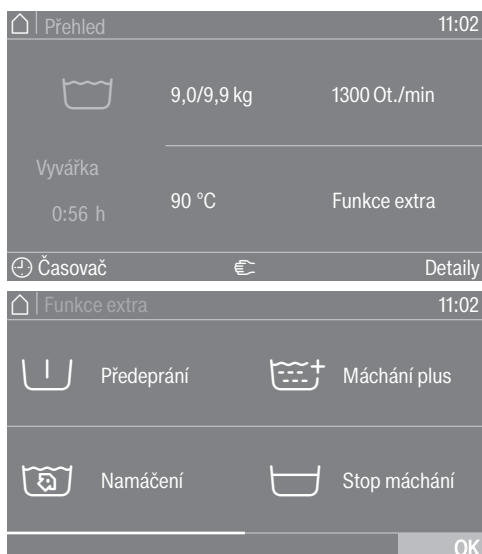 Přehled 11:02
9,0/9,9 kg 1300 Ot./min
Vyvářka
0:56 h
90 °C Funkce extra
Časovač Detaily
Funkce extra 11:02
Předeprání Máchání plus
Namáčení Stop máchání
OK